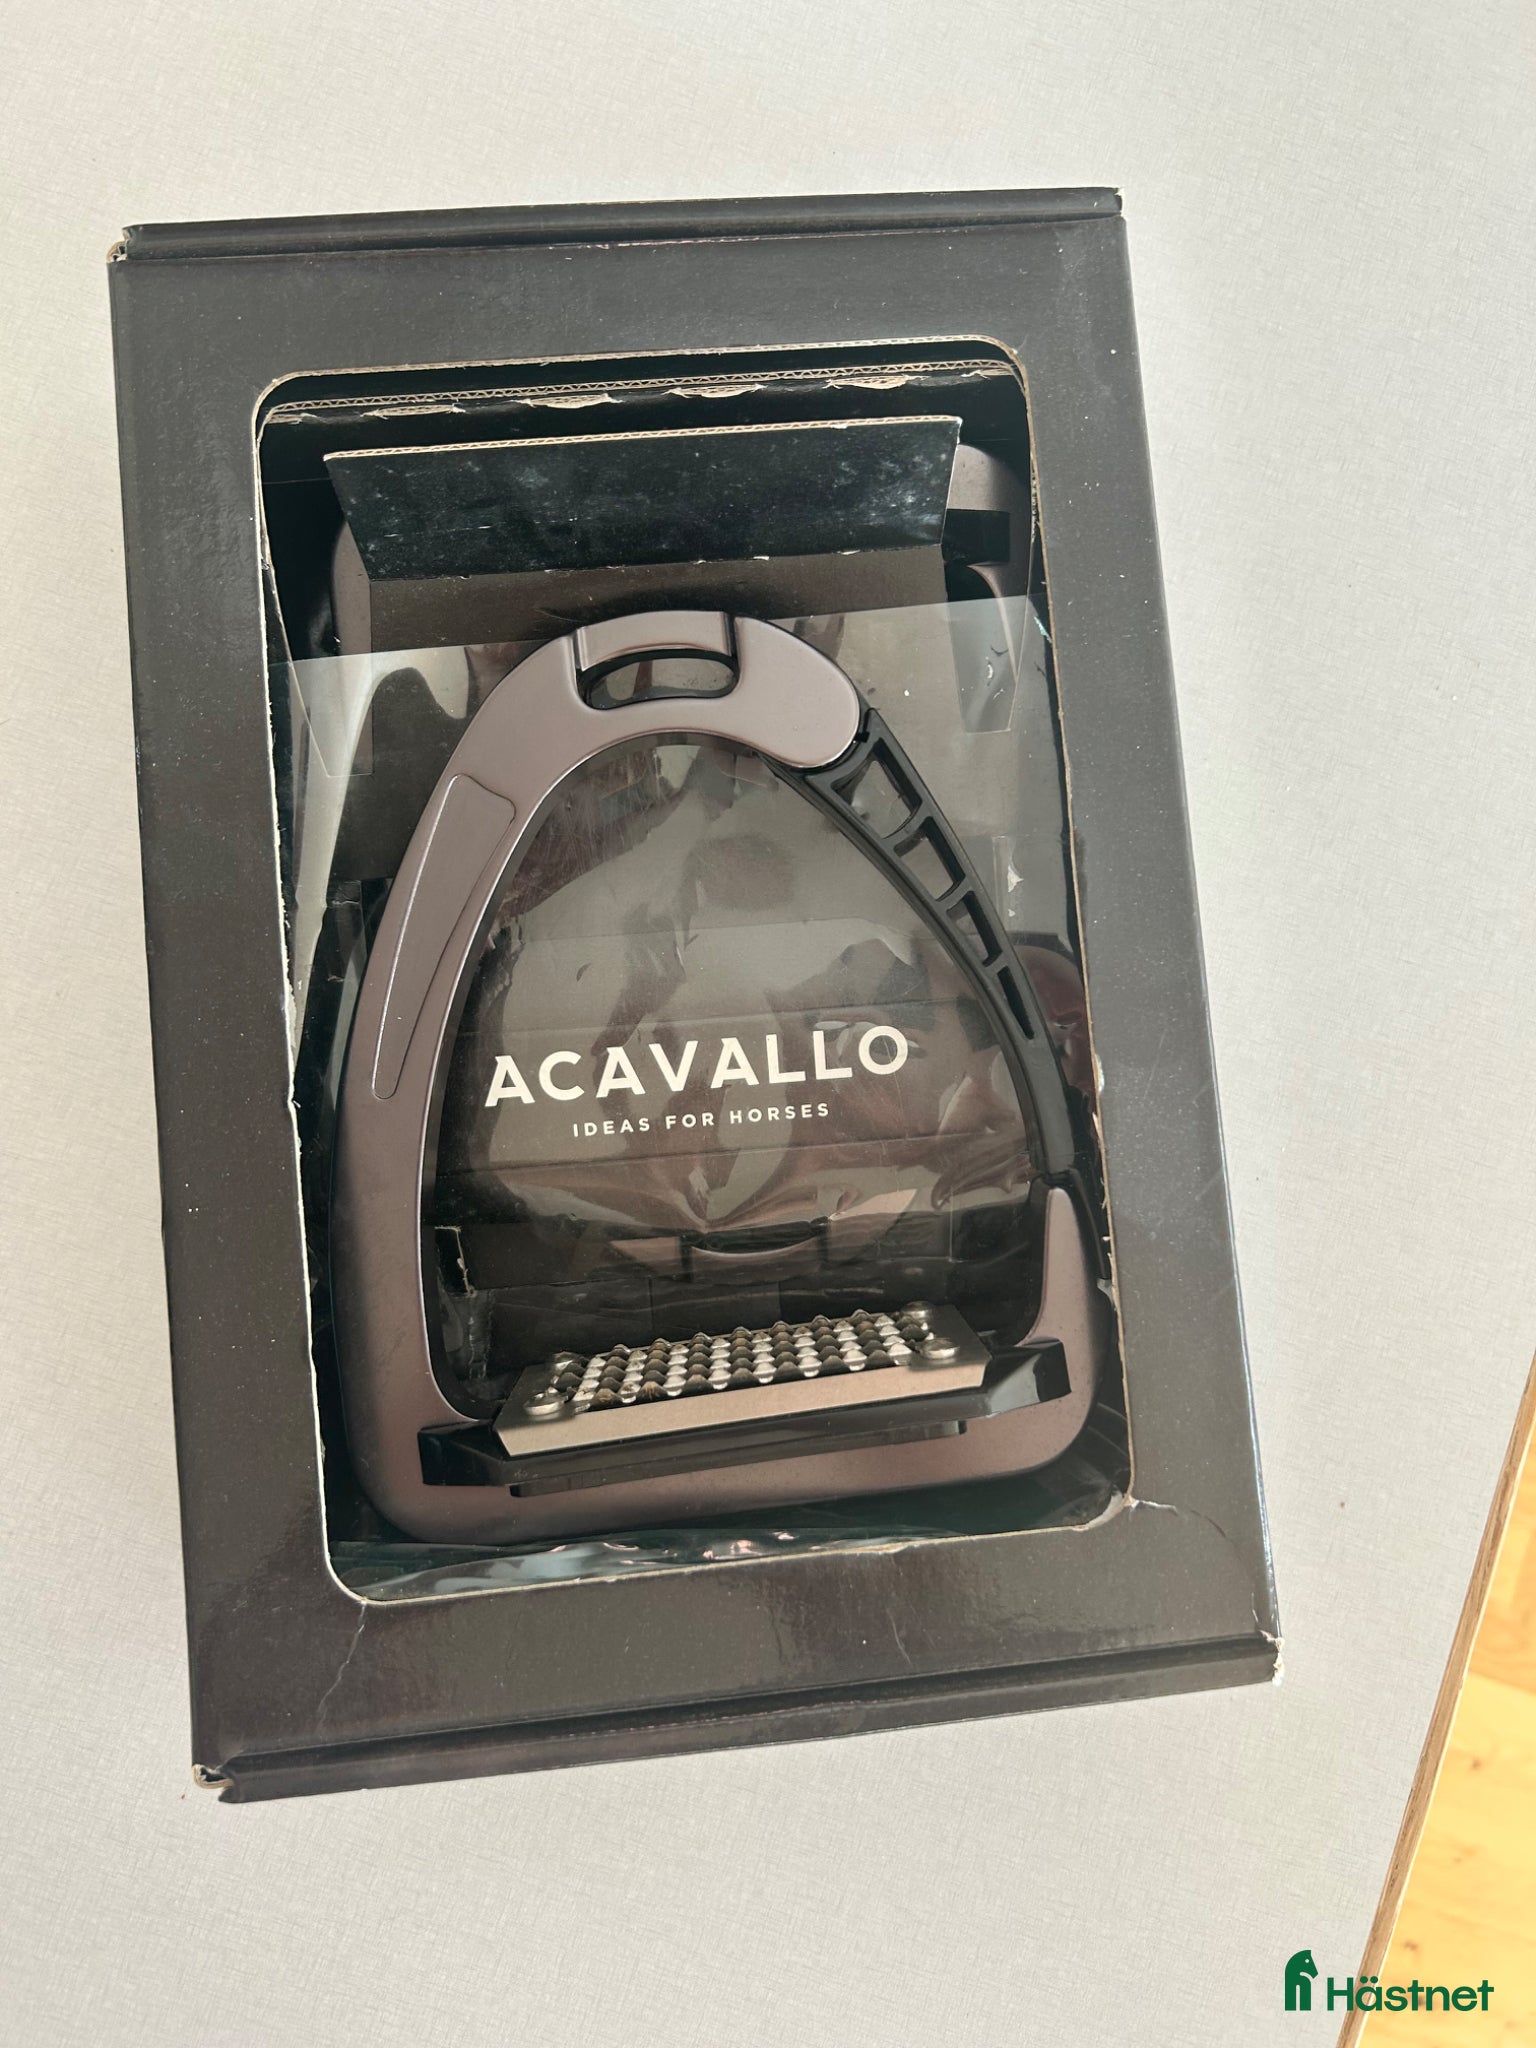 ACAVALLO
IDEAS FOR HORSES
Hästnet